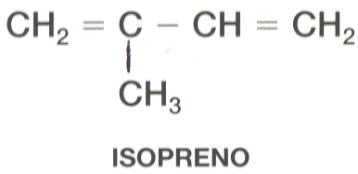 CH₂ = C – CH = CH₂
CH₃
ISOPRENO